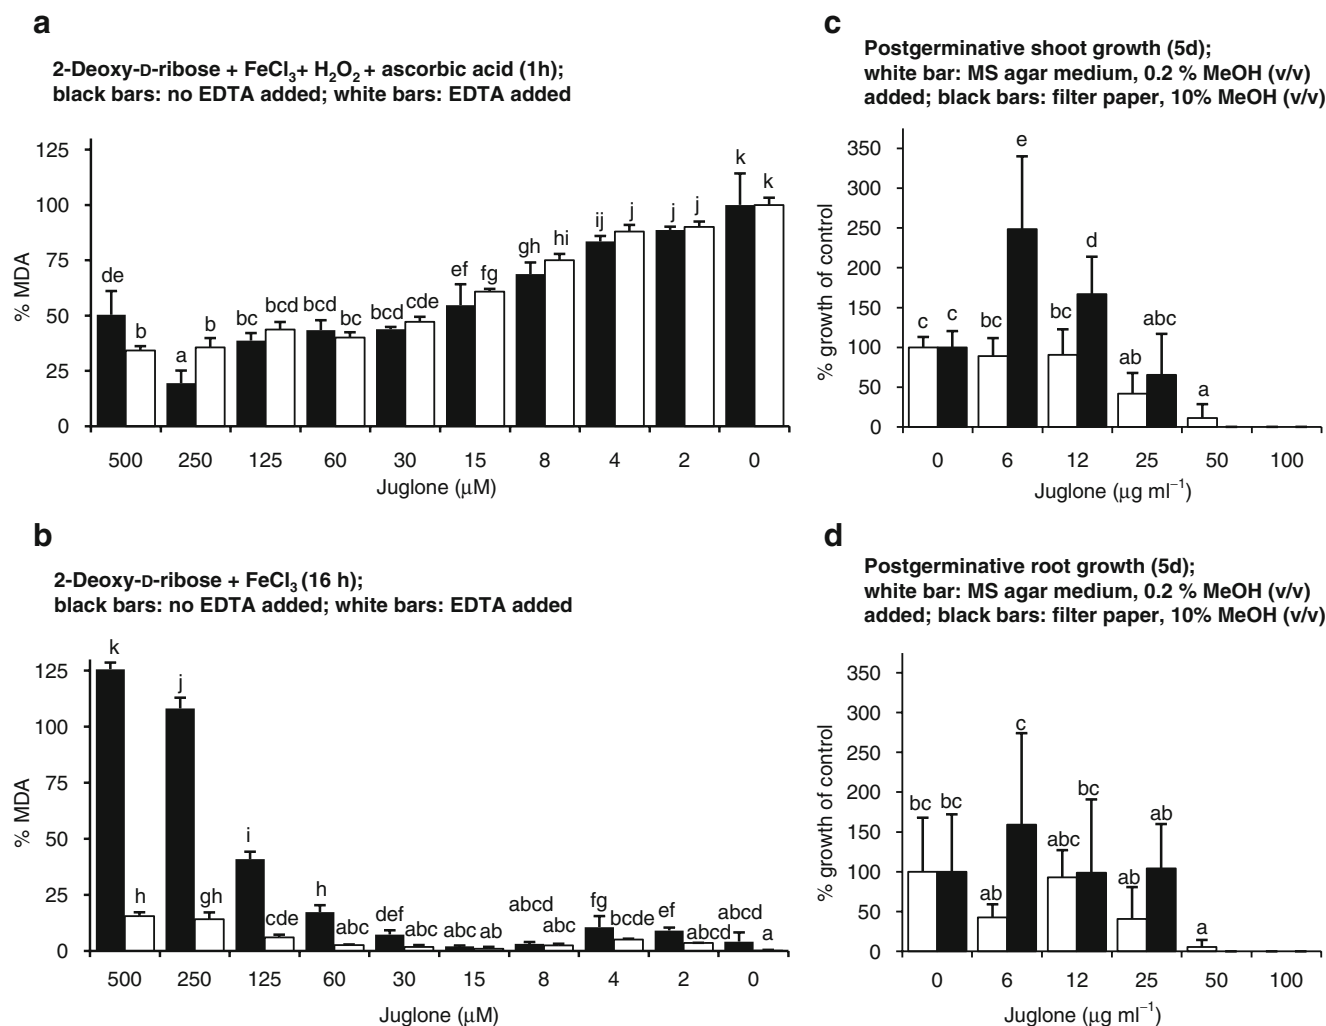 a
2-Deoxy-D-ribose + FeCl3+ H2O2 + ascorbic acid (1h);
black bars: no EDTA added; white bars: EDTA added
% MDA
125
100
75
50
25
0
de
b
a
b
bc
bcd
bcd
bc
bcd
cde
ef
fg
gh
hi
ij
j
j
j
k
k
500 250 125 60 30 15 8 4 2 0
Juglone (µM)
b
2-Deoxy-D-ribose + FeCl3 (16 h);
black bars: no EDTA added; white bars: EDTA added
% MDA
125
100
75
50
25
0
k
h
j
gh
i
cde
h
abc
def
abc
abc
ab
abcd
abc
fg
bcde
ef
abcd
abcd
a
500 250 125 60 30 15 8 4 2 0
Juglone (µM)
c
Postgerminative shoot growth (5d);
white bar: MS agar medium, 0.2 % MeOH (v/v)
added; black bars: filter paper, 10% MeOH (v/v)
% growth of control
350
300
250
200
150
100
50
0
c
c
bc
e
bc
d
ab
abc
a
0 6 12 25 50 100
Juglone (µg ml−1)
d
Postgerminative root growth (5d);
white bar: MS agar medium, 0.2 % MeOH (v/v)
added; black bars: filter paper, 10% MeOH (v/v)
% growth of control
350
300
250
200
150
100
50
0
bc
bc
ab
c
abc
bc
ab
ab
a
0 6 12 25 50 100
Juglone (µg ml−1)